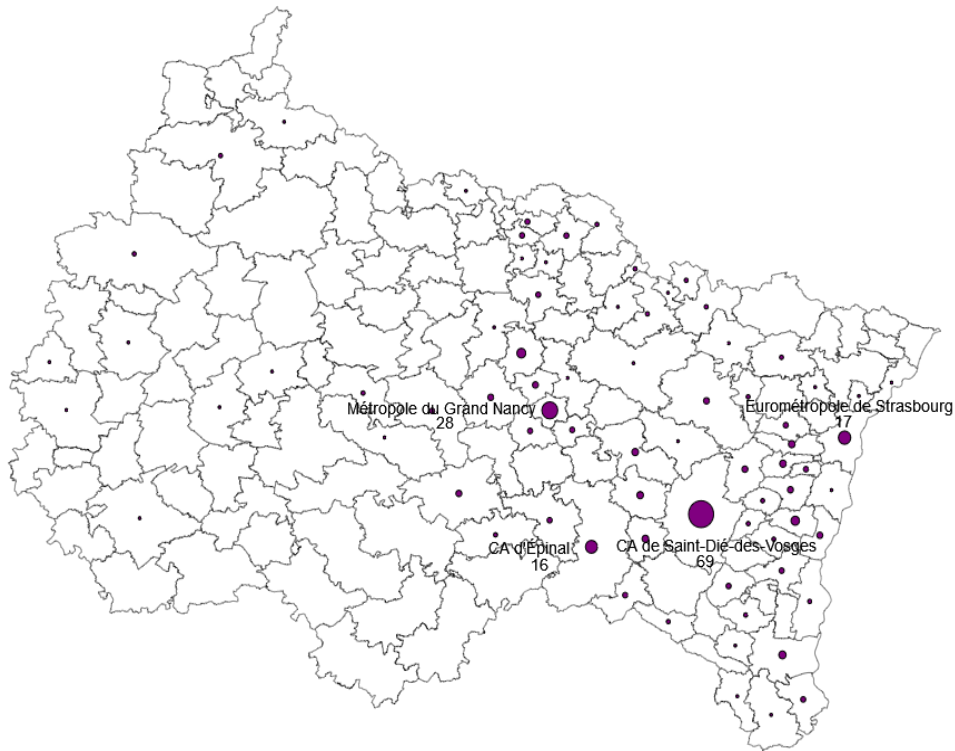 Métropole du Grand Nancy
28
Eurométropole de Strasbourg
17
CA d'Épinal
16
CA de Saint-Dié-des-Vosges
69